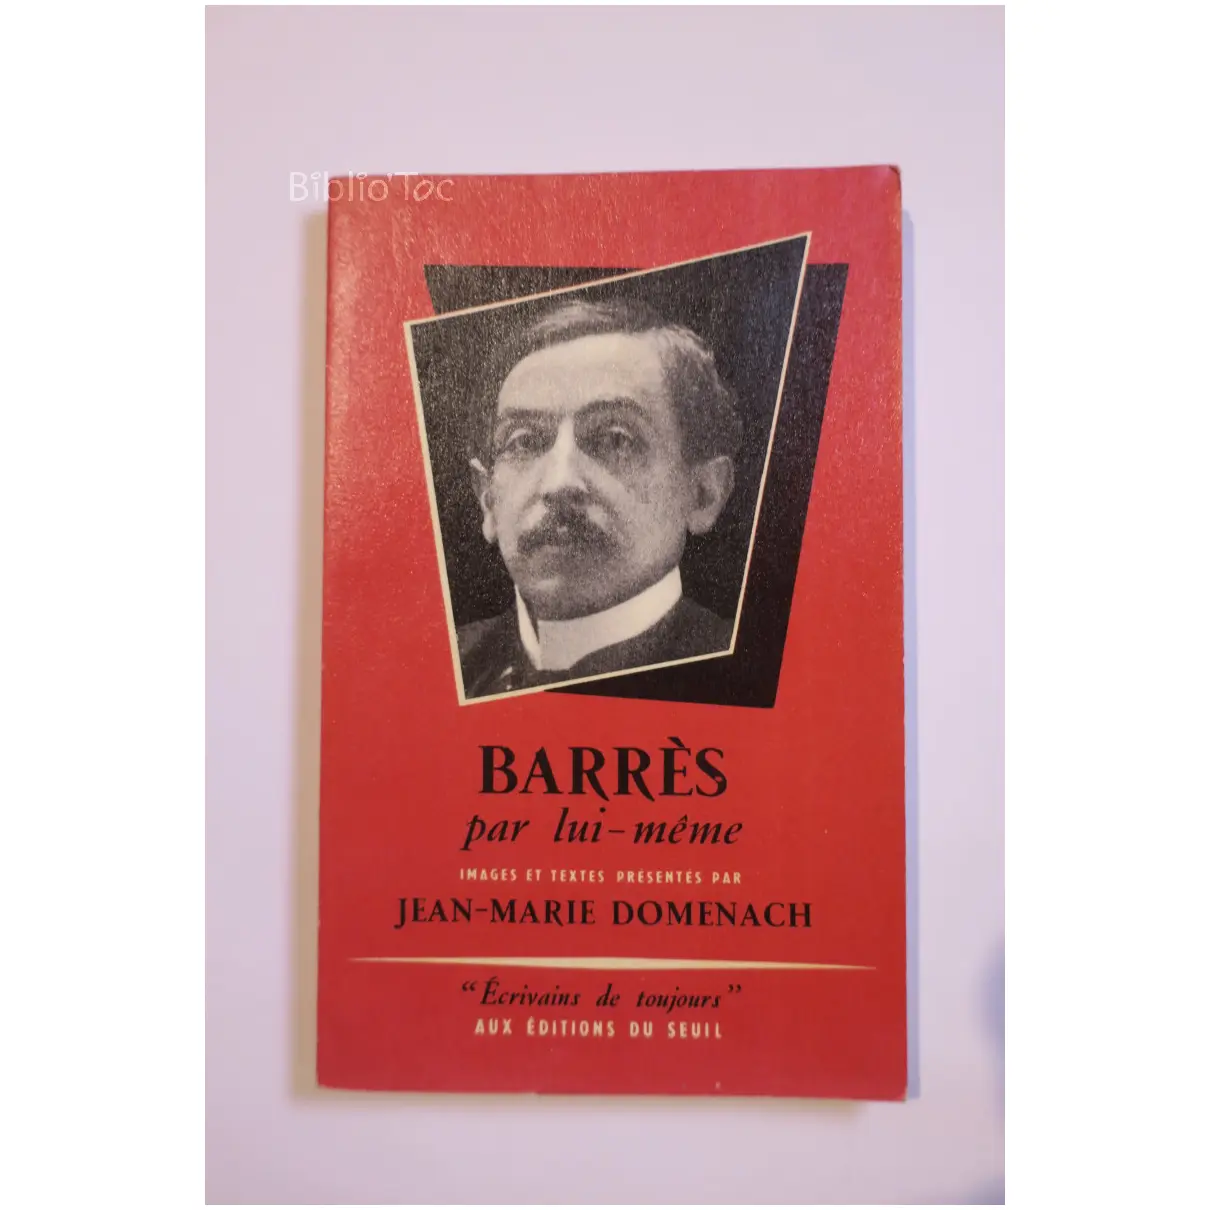 Biblio'Toc
BARRÈS
par lui-même
IMAGES ET TEXTES PRÉSENTÉS PAR
JEAN-MARIE DOMENACH
"Écrivains de toujours"
AUX ÉDITIONS DU SEUIL